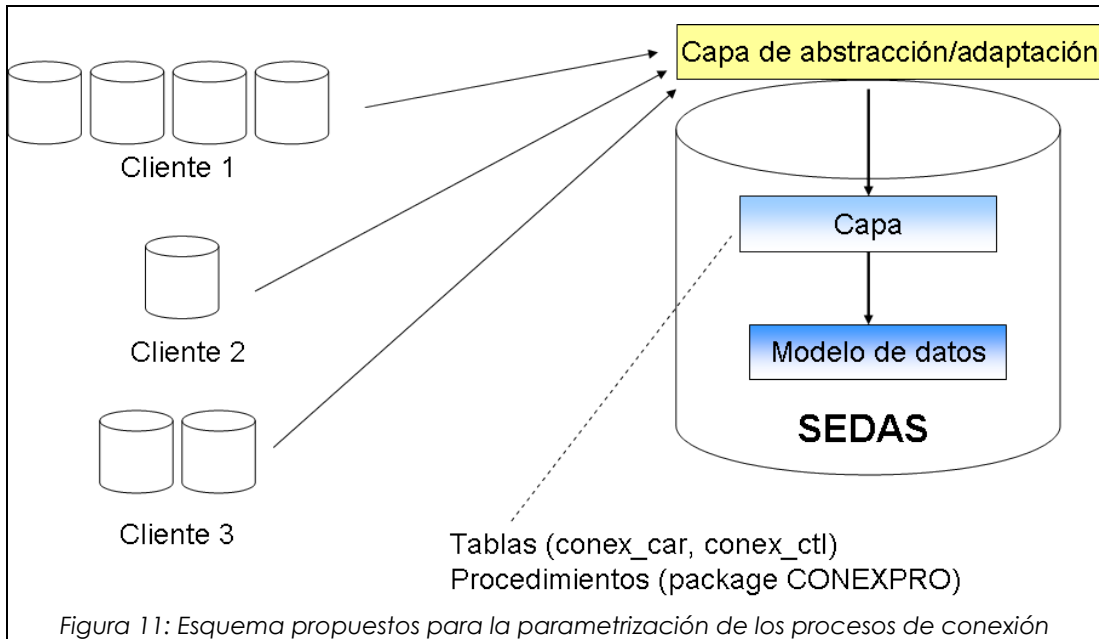 Capa de abstracción/adaptación
Cliente 1
Capa
Cliente 2
Modelo de datos
SEDAS
Cliente 3
Tablas (conex_car, conex_ctl)
Procedimientos (package CONEXPRO)
Figura 11: Esquema propuestos para la parametrización de los procesos de conexión